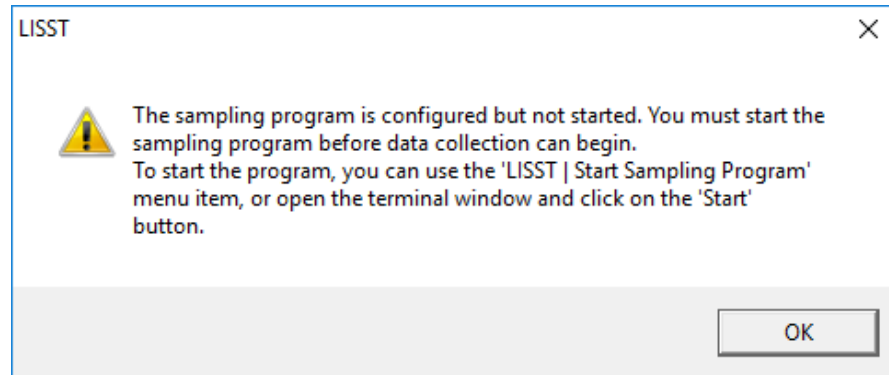 LISST
The sampling program is configured but not started. You must start the
sampling program before data collection can begin.
To start the program, you can use the 'LISST | Start Sampling Program'
menu item, or open the terminal window and click on the 'Start'
button.
OK